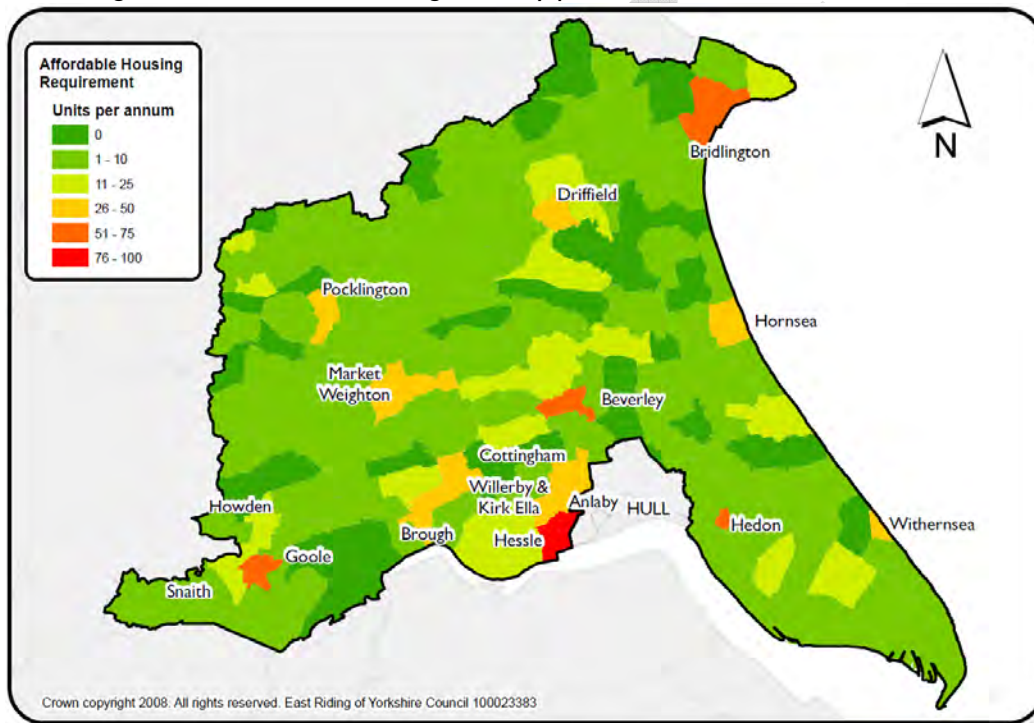 Affordable Housing
Requirement
Units per annum
0
1 - 10
11 - 25
26 - 50
51 - 75
76 - 100
N
Bridlington
Driffield
Pocklington
Hornsea
Market
Weighton
Beverley
Cottingham
Willerby &
Kirk Ella
Anlaby
HULL
Howden
Brough
Hessle
Hedon
Withernsea
Goole
Snaith
Crown copyright 2008. All rights reserved. East Riding of Yorkshire Council 100023383